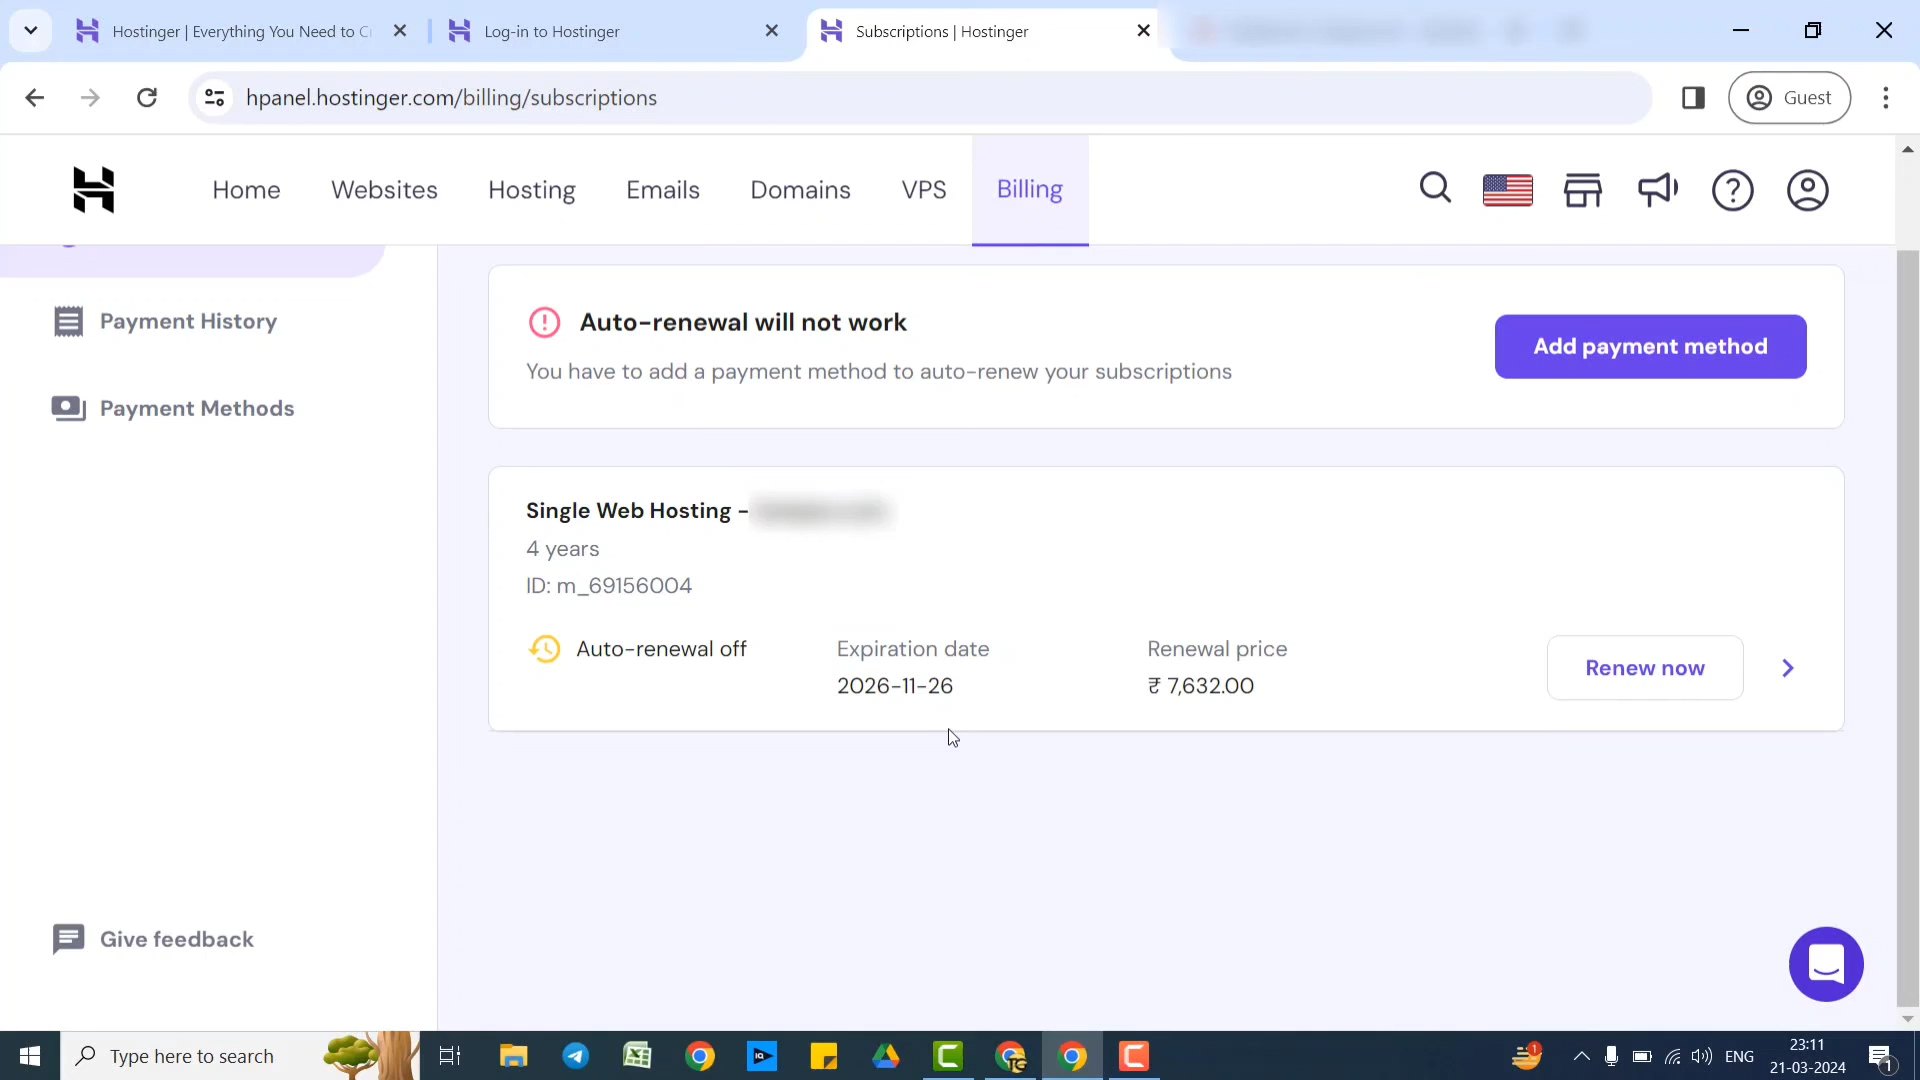 Hostinger | Everything You Need to C
Log-in to Hostinger
Subscriptions | Hostinger
hpanel.hostinger.com/billing/subscriptions
Guest
Home
Websites
Hosting
Emails
Domains
VPS
Billing
Payment History
Payment Methods
Give feedback
Auto-renewal will not work
You have to add a payment method to auto-renew your subscriptions
Add payment method
Single Web Hosting -
4 years
ID: m_69156004
Auto-renewal off
Expiration date
2026-11-26
Renewal price
₹ 7,632.00
Renew now
Type here to search
IQ
TG
1
ENG
23:11
21-03-2024
1